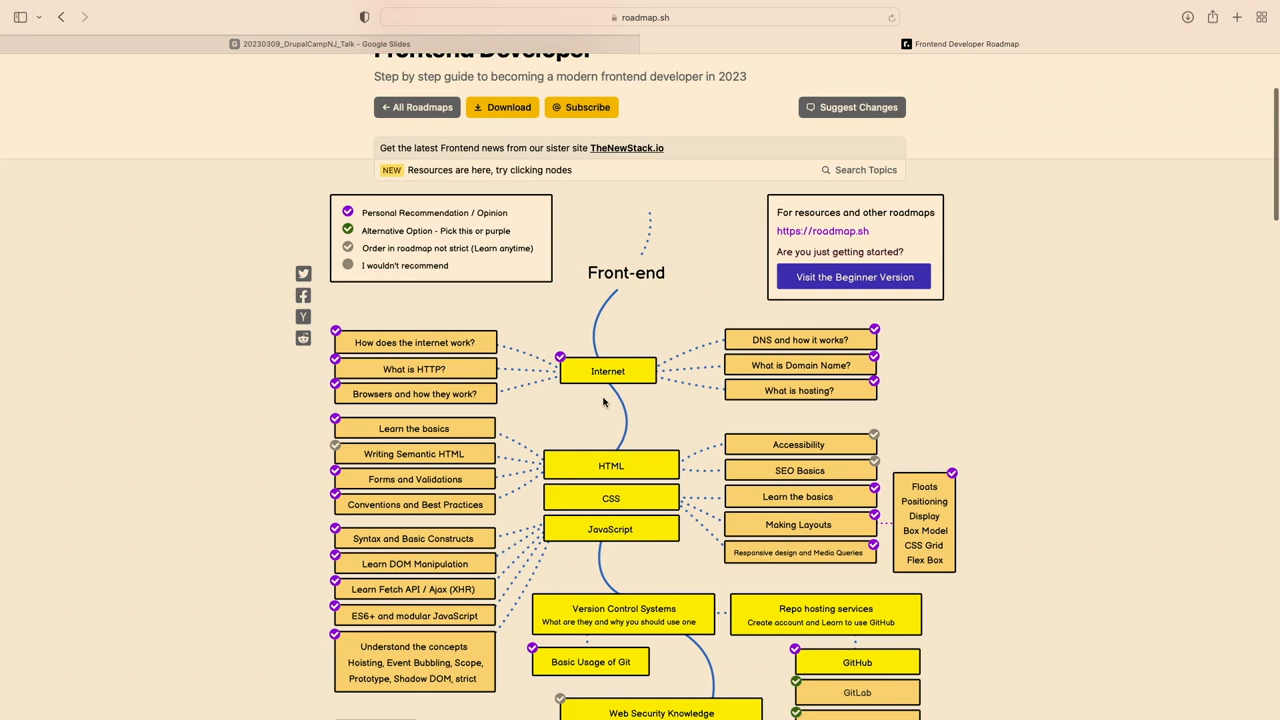 roadmap.sh
20230309_DrupalCampNJ_Talk - Google Slides
Frontend Developer Roadmap
Frontend Developer
Step by step guide to becoming a modern frontend developer in 2023
← All Roadmaps
Download
@ Subscribe
Suggest Changes
Get the latest Frontend news from our sister site TheNewStack.io
NEW Resources are here, try clicking nodes
Search Topics
Personal Recommendation / Opinion
Alternative Option - Pick this or purple
Order in roadmap not strict (Learn anytime)
I wouldn't recommend
For resources and other roadmaps
https://roadmap.sh
Are you just getting started?
Visit the Beginner Version
Front-end
How does the internet work?
What is HTTP?
Browsers and how they work?
Internet
DNS and how it works?
What is Domain Name?
What is hosting?
Learn the basics
Writing Semantic HTML
Forms and Validations
Conventions and Best Practices
HTML
CSS
JavaScript
Accessibility
SEO Basics
Learn the basics
Making Layouts
Responsive design and Media Queries
Floats
Positioning
Display
Box Model
CSS Grid
Flex Box
Syntax and Basic Constructs
Learn DOM Manipulation
Learn Fetch API / Ajax (XHR)
ES6+ and modular JavaScript
Understand the concepts
Hoisting, Event Bubbling, Scope,
Prototype, Shadow DOM, strict
Version Control Systems
What are they and why you should use one
Repo hosting services
Create account and Learn to use GitHub
Basic Usage of Git
GitHub
GitLab
Web Security Knowledge